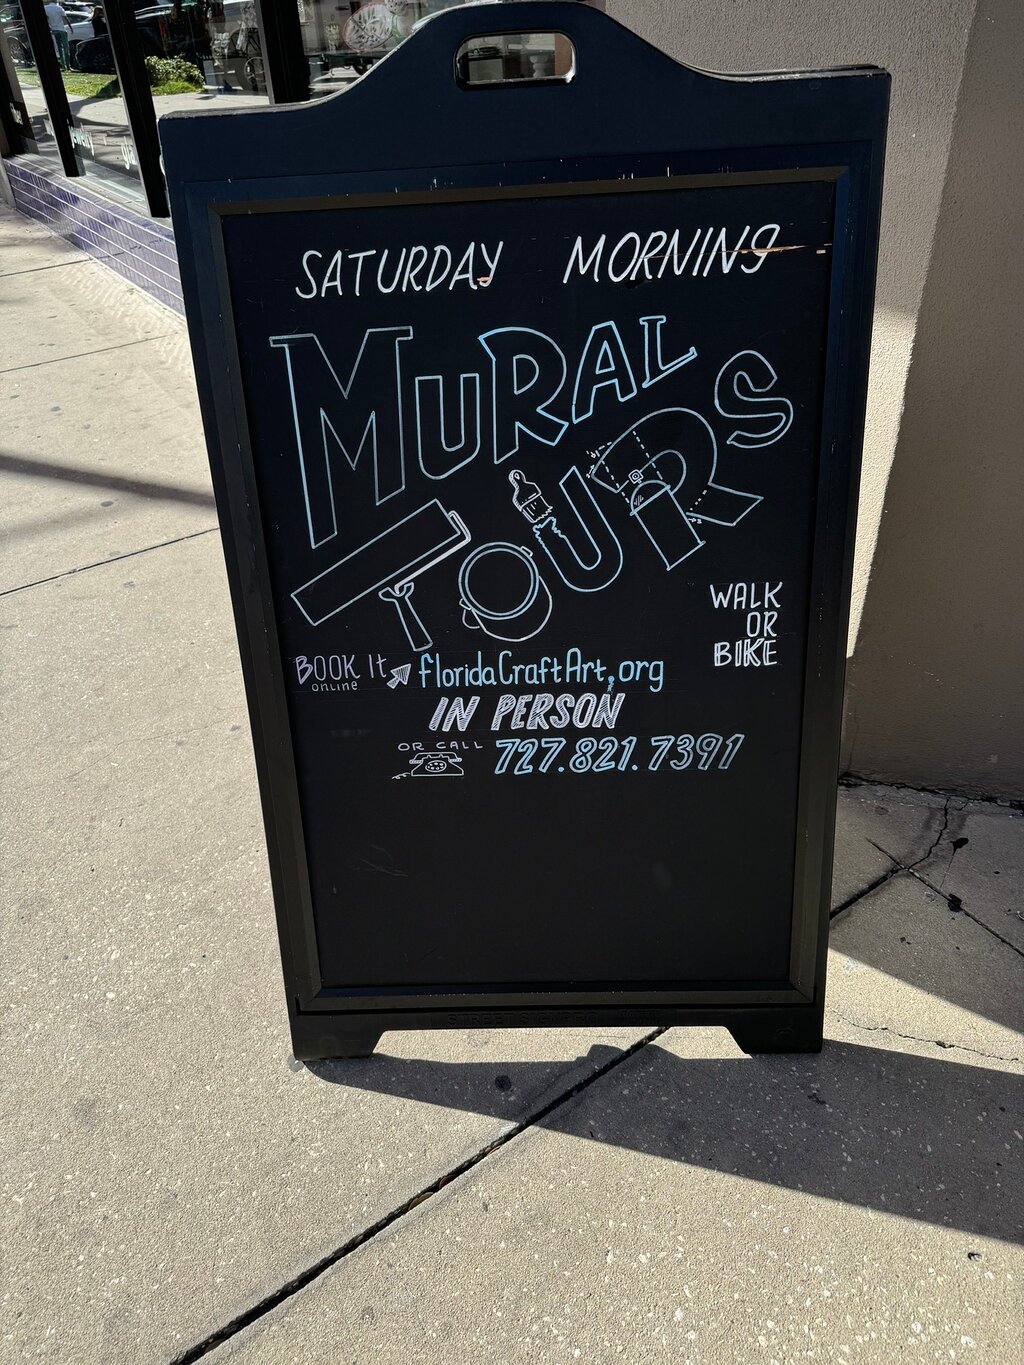 SATURDAY MORNING
MURAL
TOURS
WALK
OR
BIKE
BOOK It floridaCraftArt.org
online
IN PERSON
OR CALL 727.821.7391